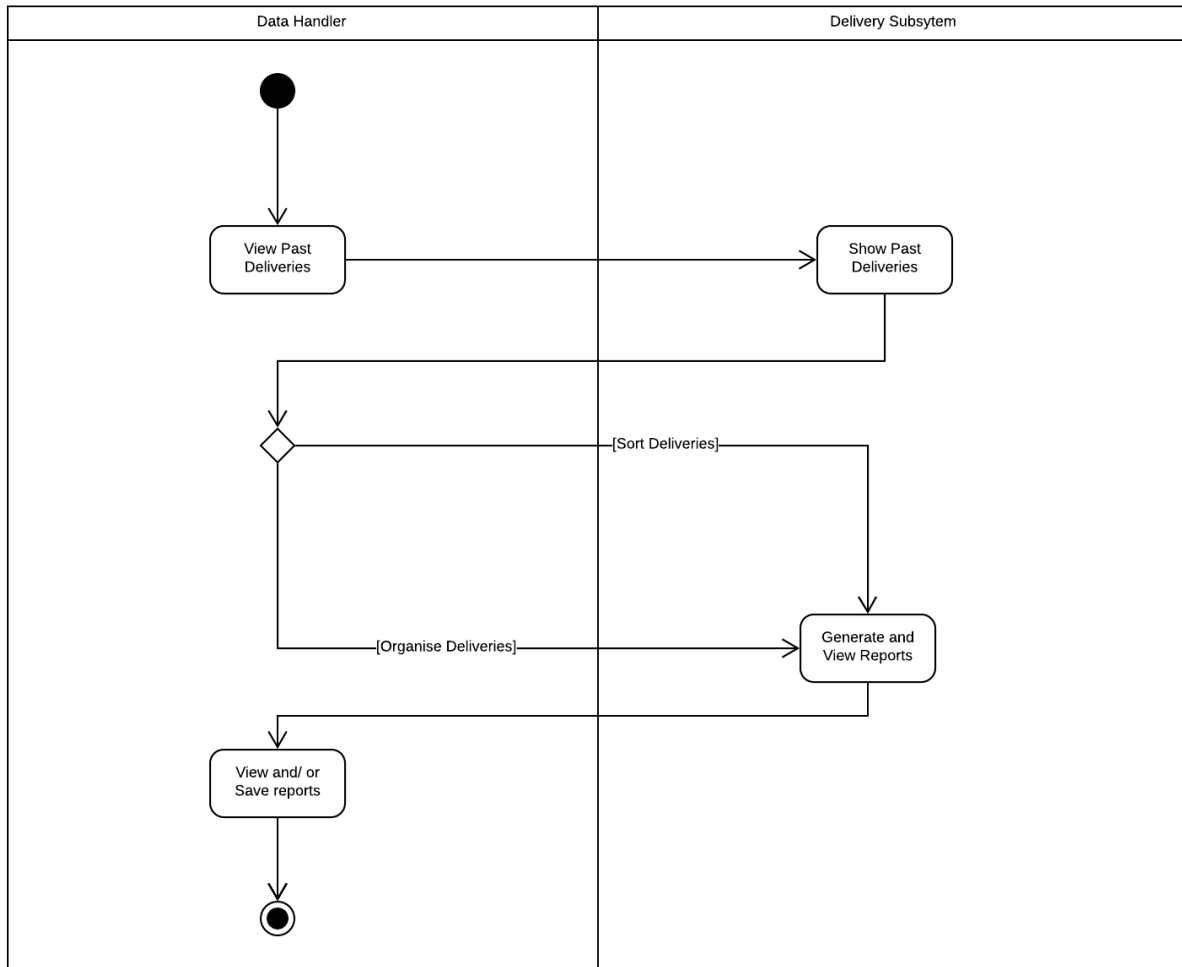 Data Handler
Delivery Subsytem
View Past
Deliveries
Show Past
Deliveries
[Sort Deliveries]
[Organise Deliveries]
Generate and
View Reports
View and/ or
Save reports